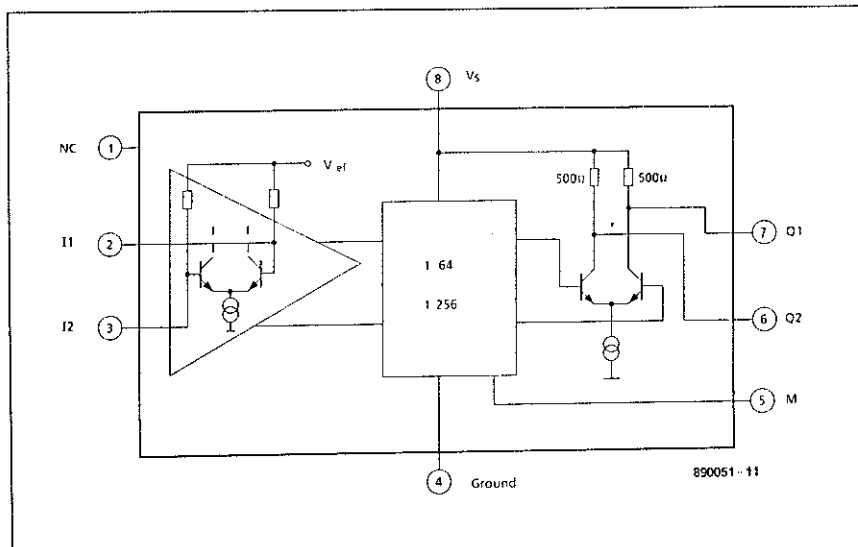 8 Vs
NC 1
V ef
500Ω 500Ω
I1 2
7 Q1
1 64
1 256
I2 3
6 Q2
5 M
4 Ground
890051-11